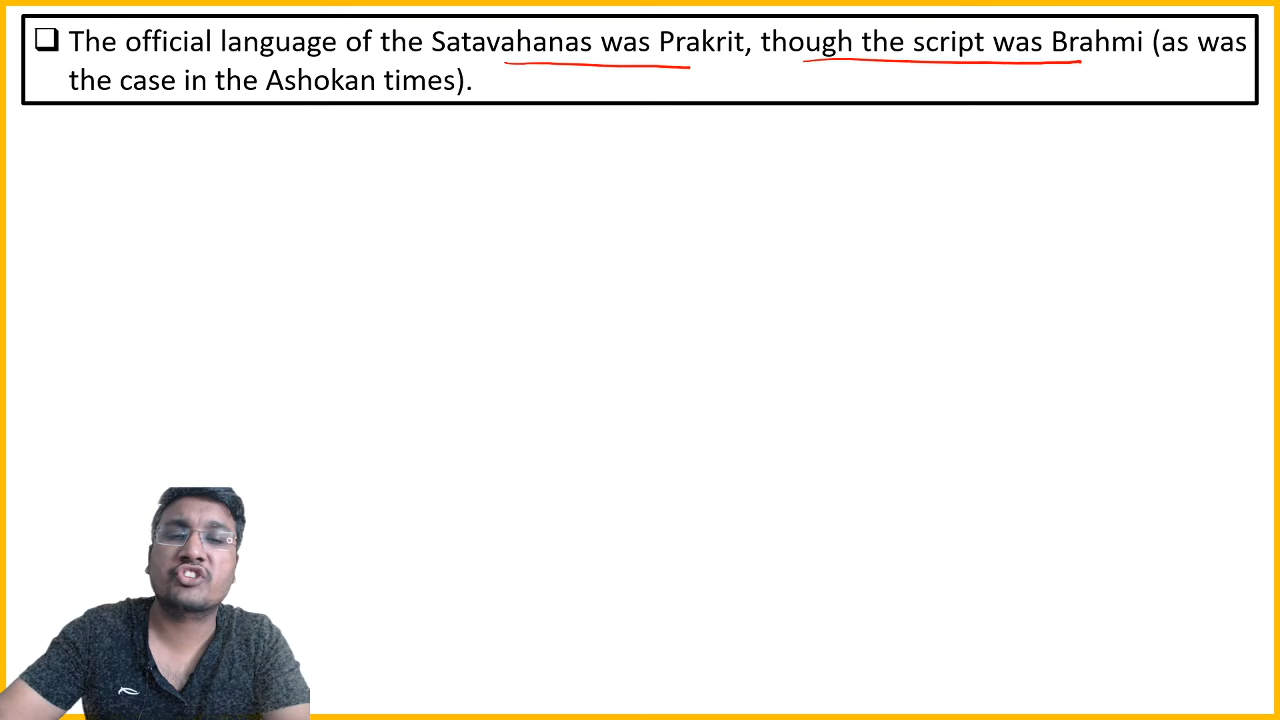 ❑ The official language of the Satavahanas was Prakrit, though the script was Brahmi (as was
the case in the Ashokan times).